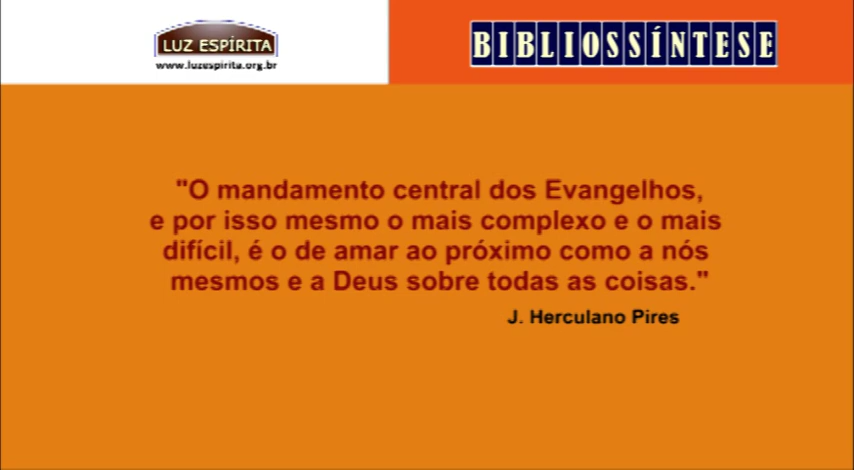 LUZ ESPÍRITA
www.luzespirita.org.br
BIBLIOSSÍNTESE
"O mandamento central dos Evangelhos,
e por isso mesmo o mais complexo e o mais
difícil, é o de amar ao próximo como a nós
mesmos e a Deus sobre todas as coisas."
J. Herculano Pires